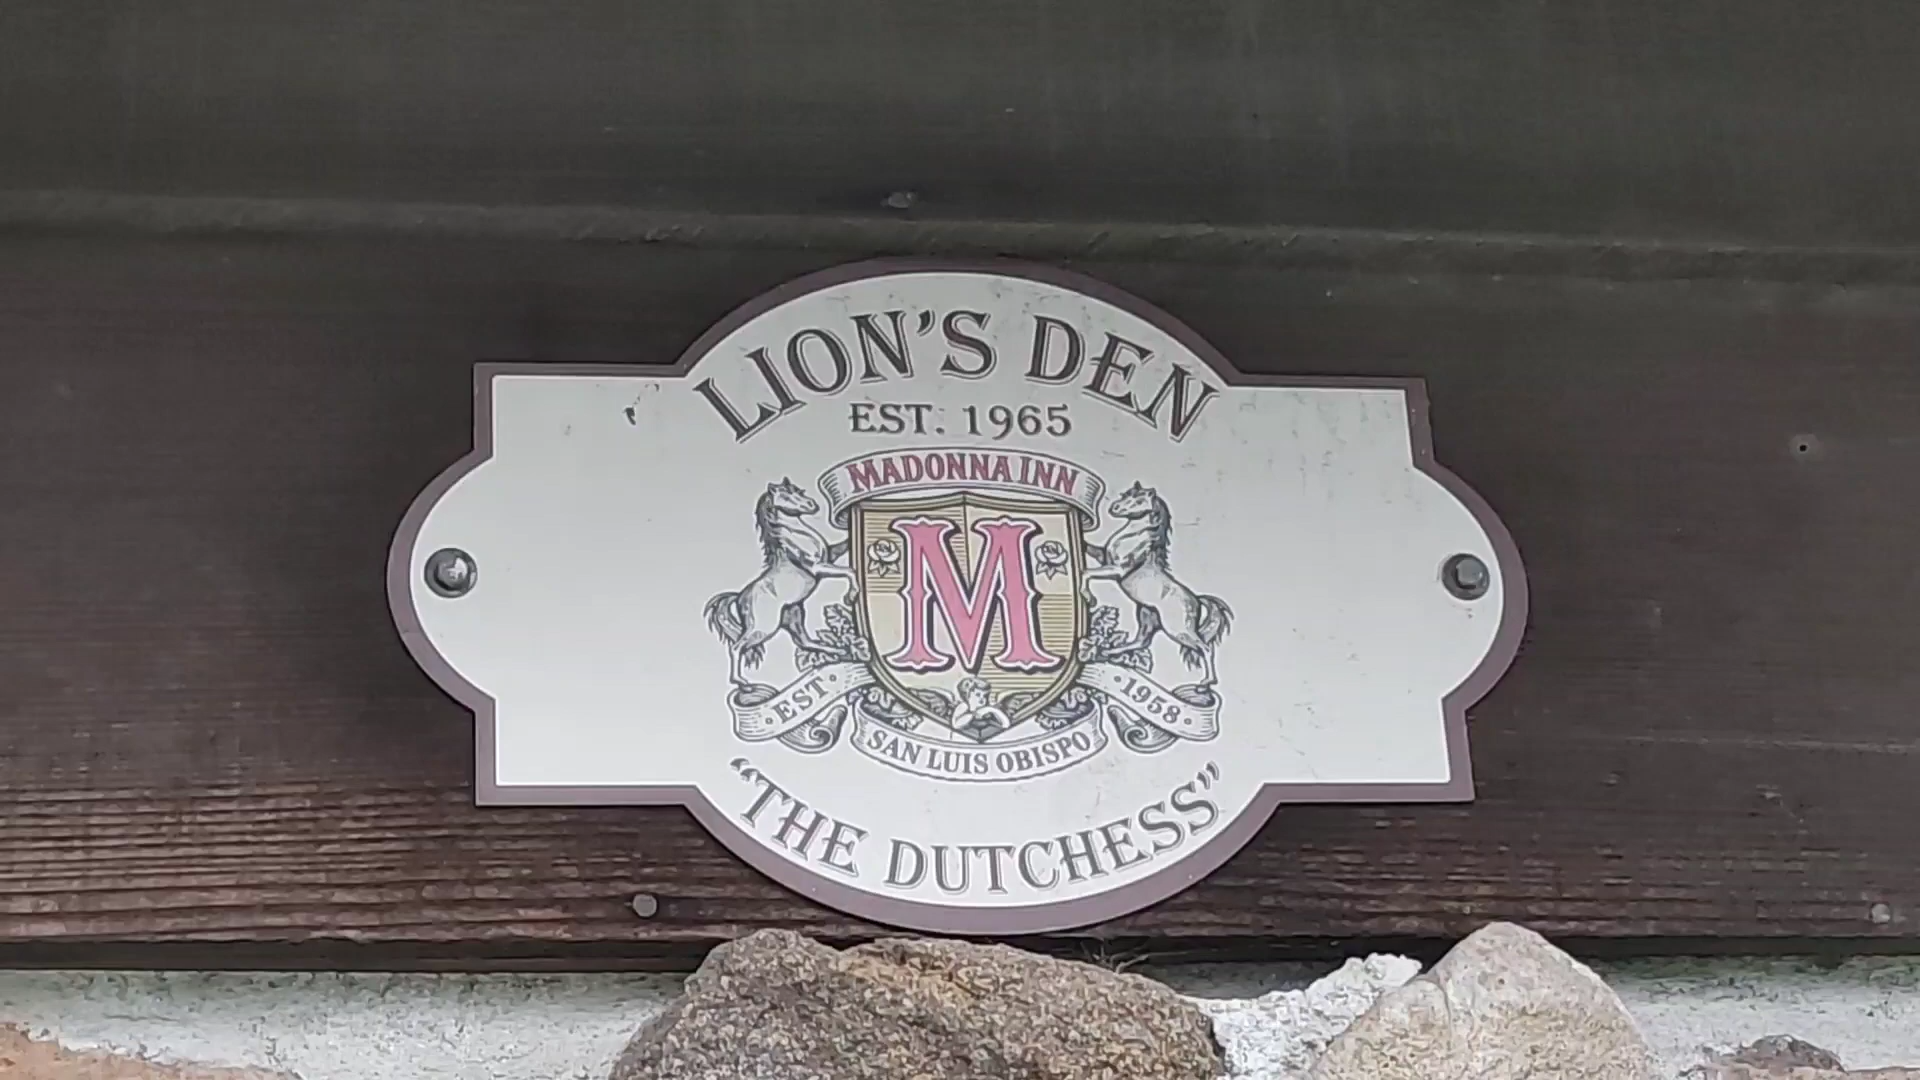 LION'S DEN
EST. 1965
MADONNA INN
M
EST 1958
SAN LUIS OBISPO
"THE DUTCHESS"